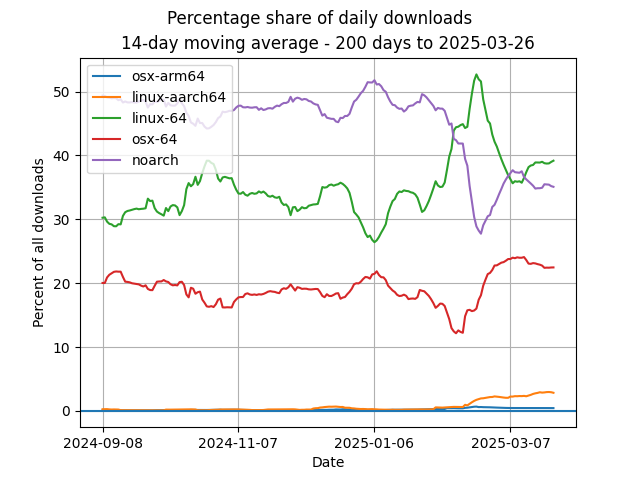 Percentage share of daily downloads
14-day moving average - 200 days to 2025-03-26
osx-arm64
linux-aarch64
linux-64
osx-64
noarch
Percent of all downloads
50
40
30
20
10
0
2024-09-08
2024-11-07
2025-01-06
2025-03-07
Date